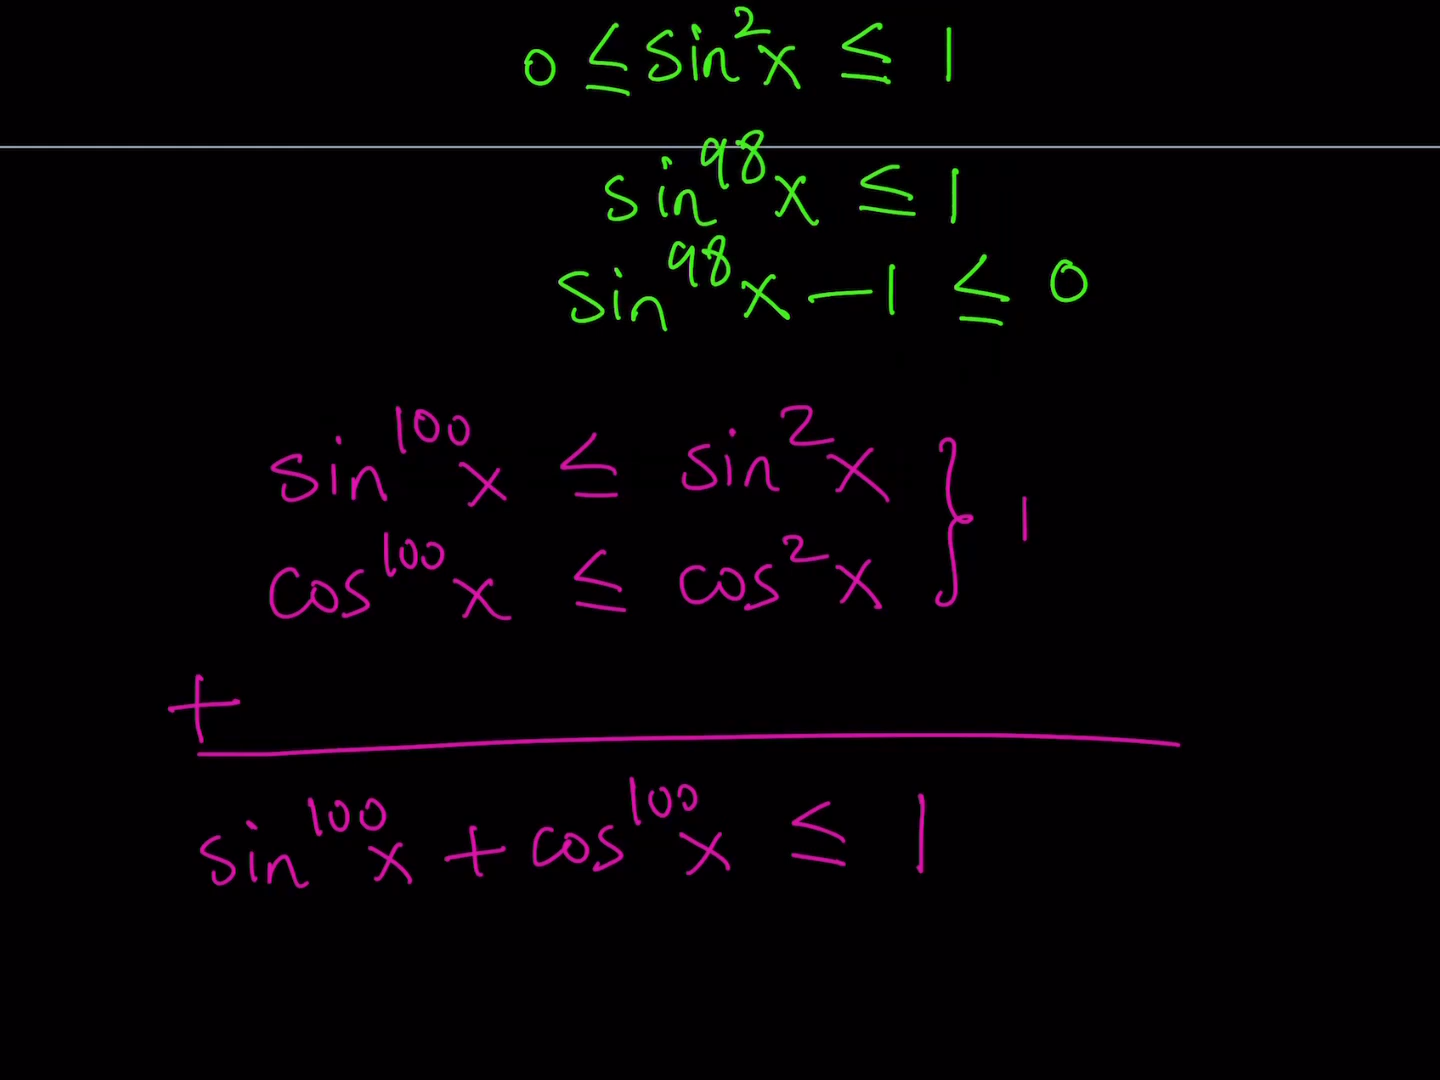 0 ≤ sin²x ≤ 1
sin⁹⁸x ≤ 1
sin⁹⁸x − 1 ≤ 0
sin¹⁰⁰x ≤ sin²x } 1
cos¹⁰⁰x ≤ cos²x
+
sin¹⁰⁰x + cos¹⁰⁰x ≤ 1